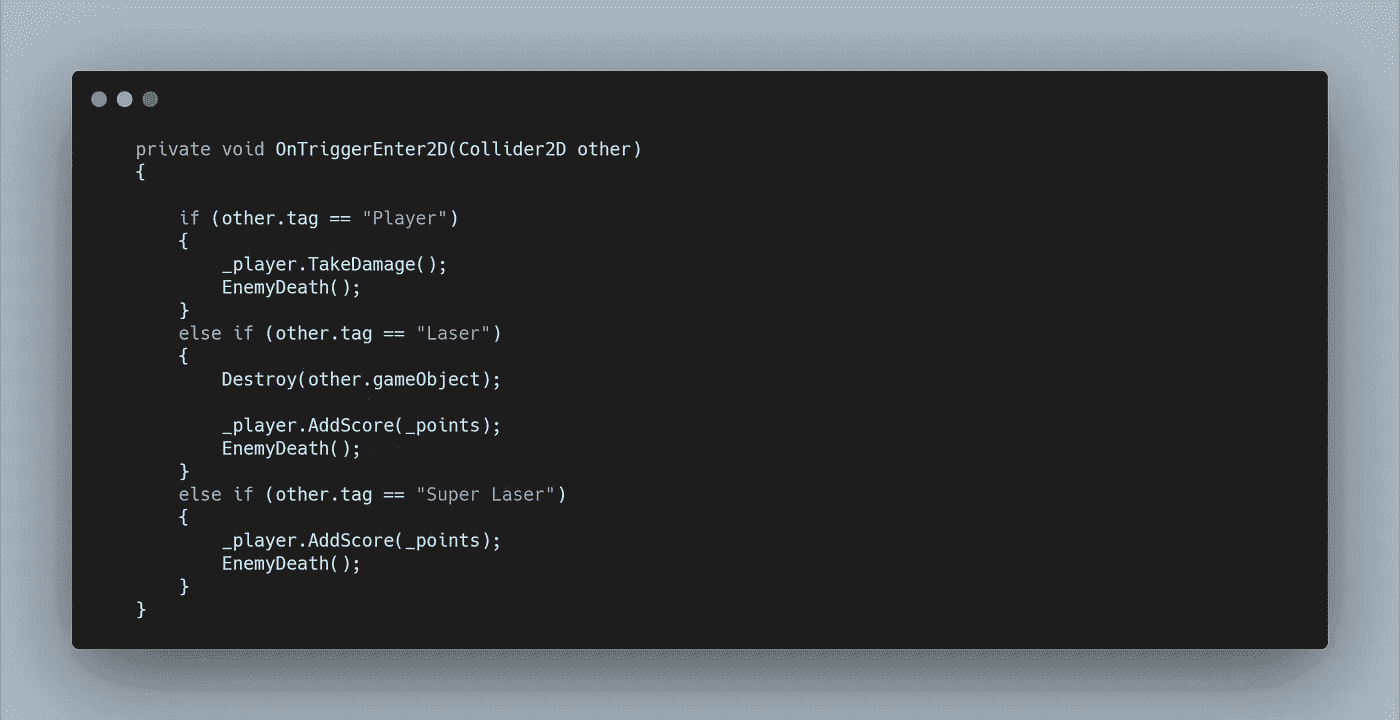 private void OnTriggerEnter2D(Collider2D other)
{
if (other.tag == "Player")
{
_player.TakeDamage();
EnemyDeath();
}
else if (other.tag == "Laser")
{
Destroy(other.gameObject);
_player.AddScore(_points);
EnemyDeath();
}
else if (other.tag == "Super Laser")
{
_player.AddScore(_points);
EnemyDeath();
}
}